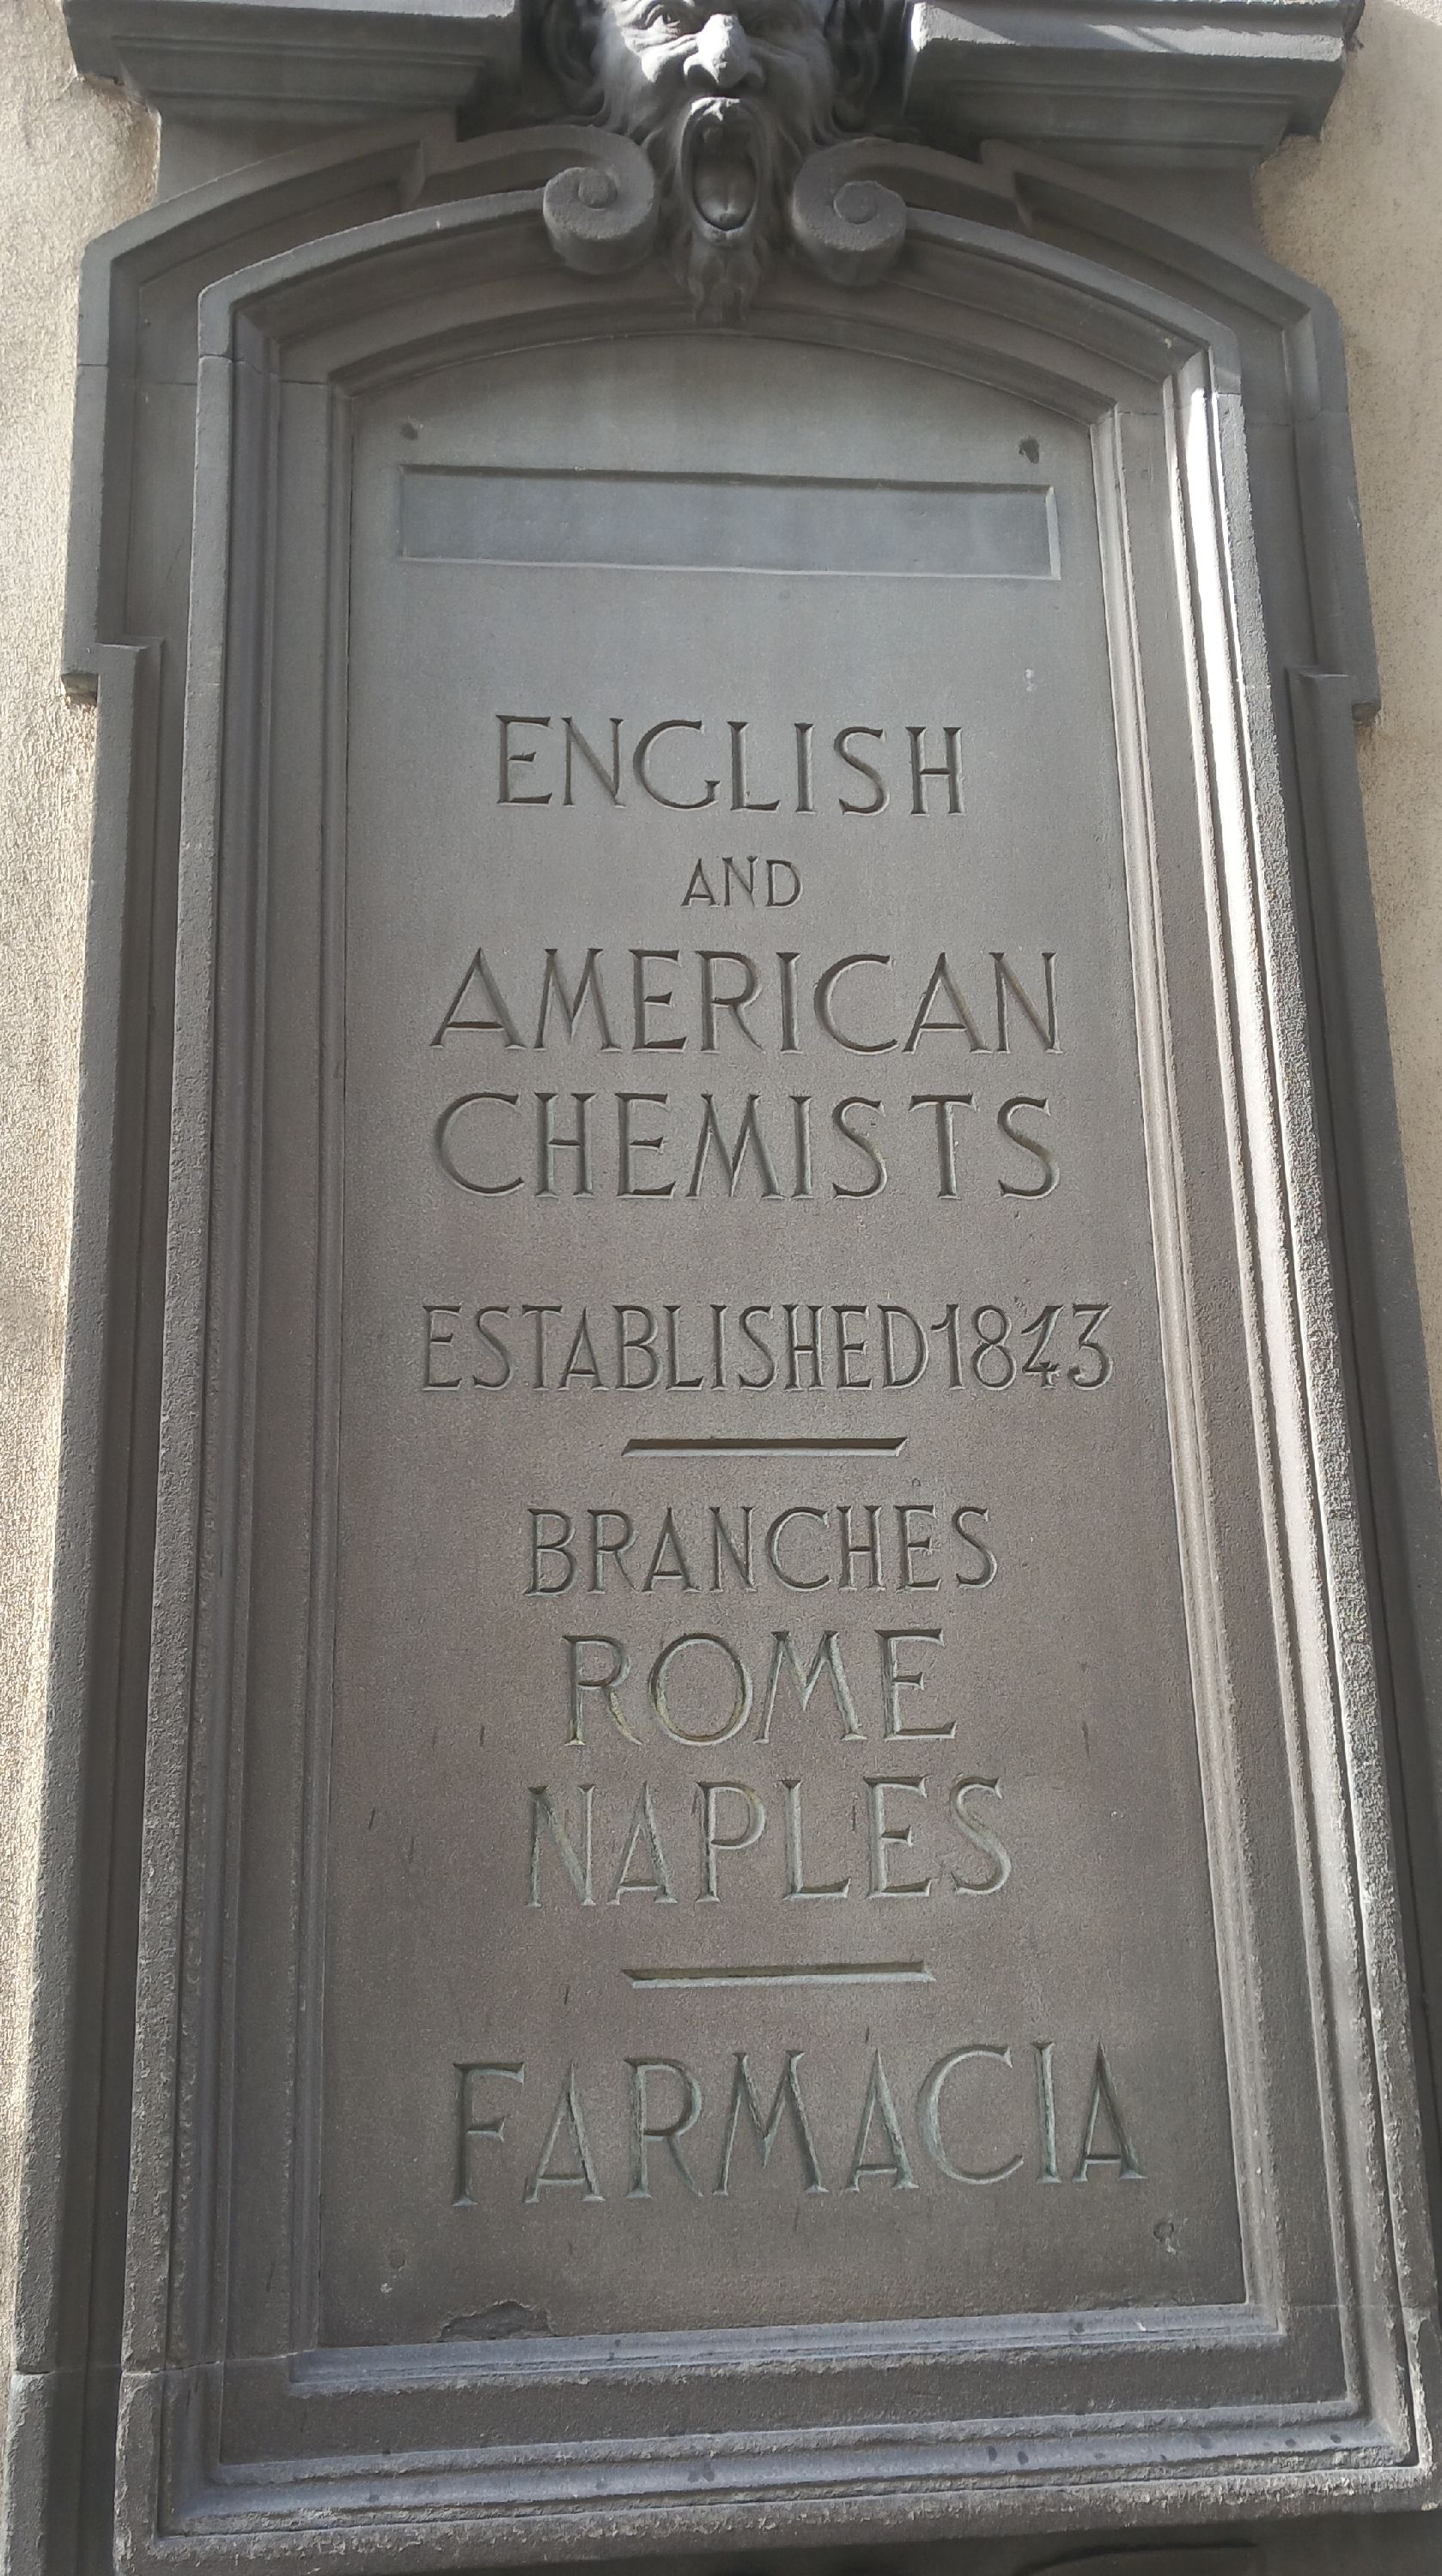 ENGLISH
AND
AMERICAN
CHEMISTS
ESTABLISHED 1843
BRANCHES
ROME
NAPLES
FARMACIA